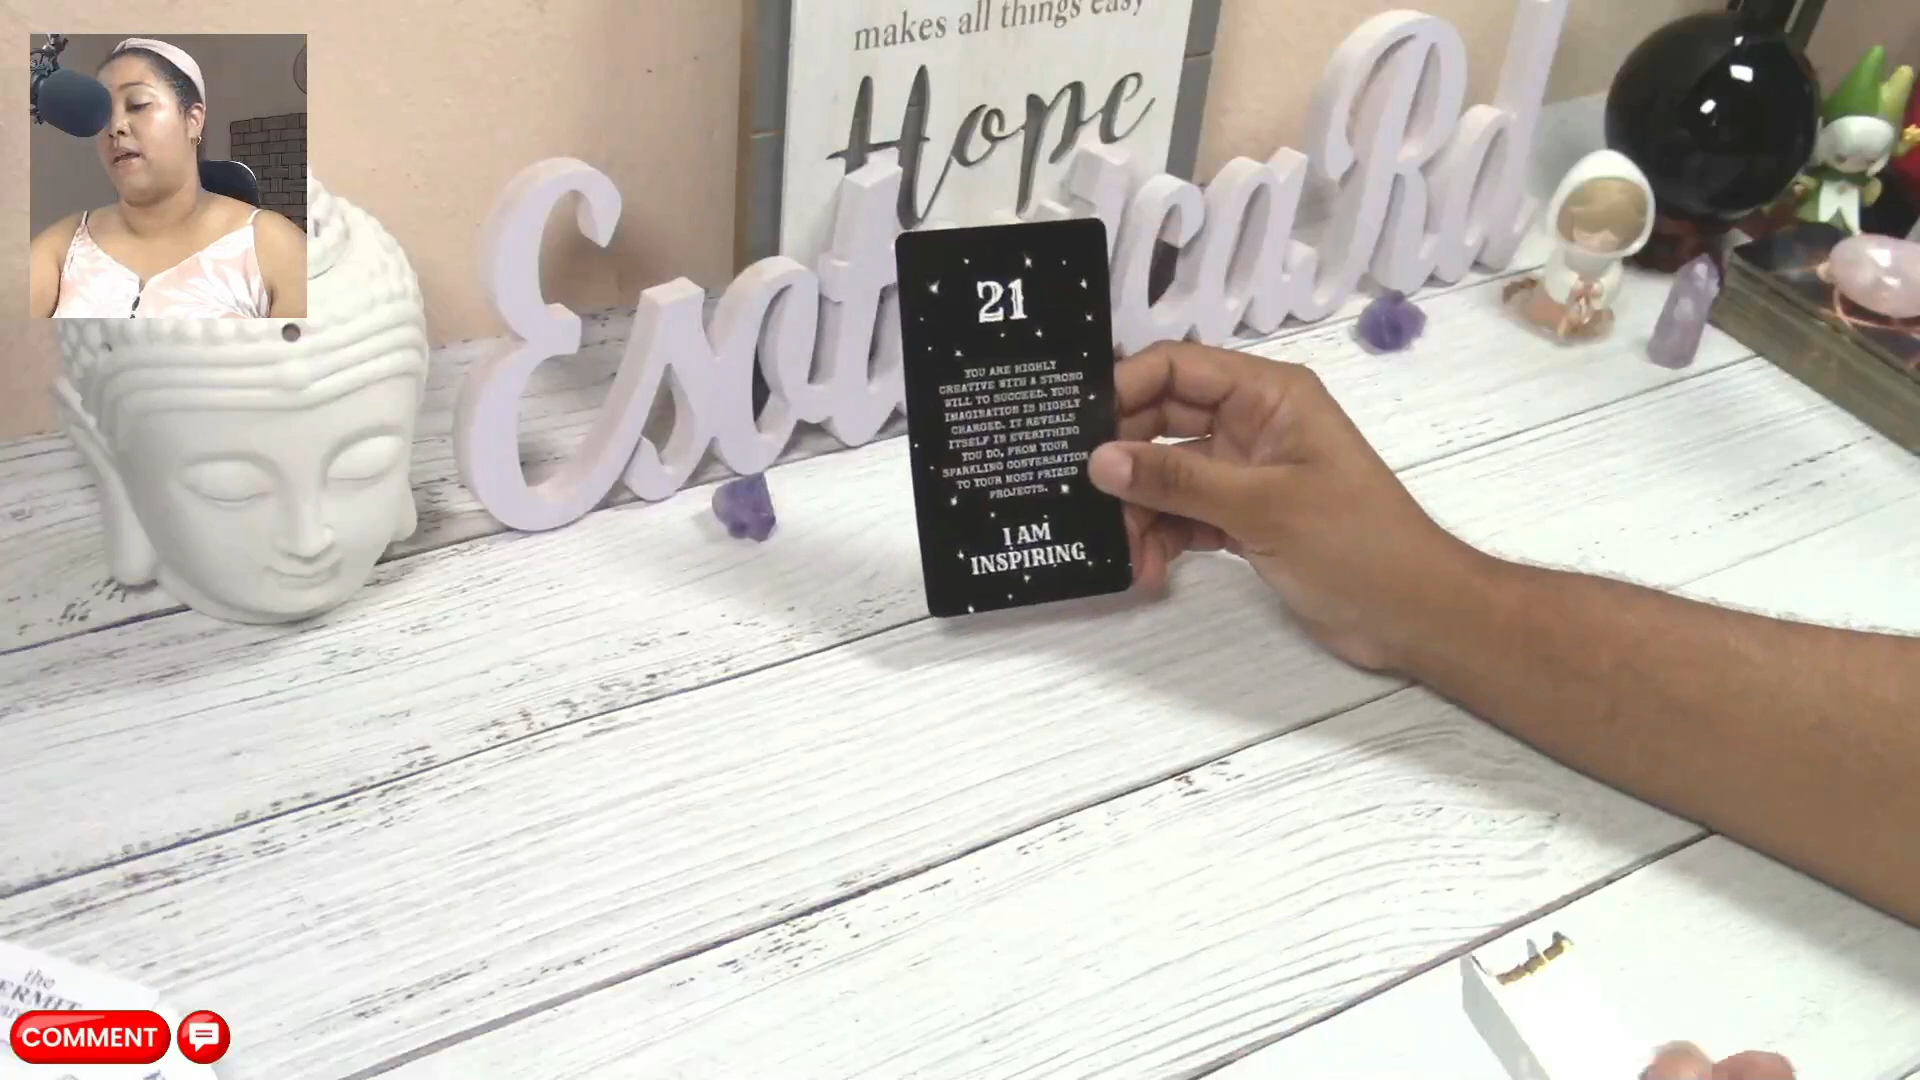 makes all things easy
Hope
EsotericaRd
21
YOU ARE HIGHLY
CREATIVE WITH A STRONG
WILL TO SUCCEED. YOUR
IMAGINATION IS HIGHLY
CHARGED. IT REVEALS
ITSELF IN EVERYTHING
YOU DO, FROM YOUR
SPARKLING CONVERSATION
TO YOUR MOST PRIZED
PROJECTS.
I AM
INSPIRING
the
COMMENT